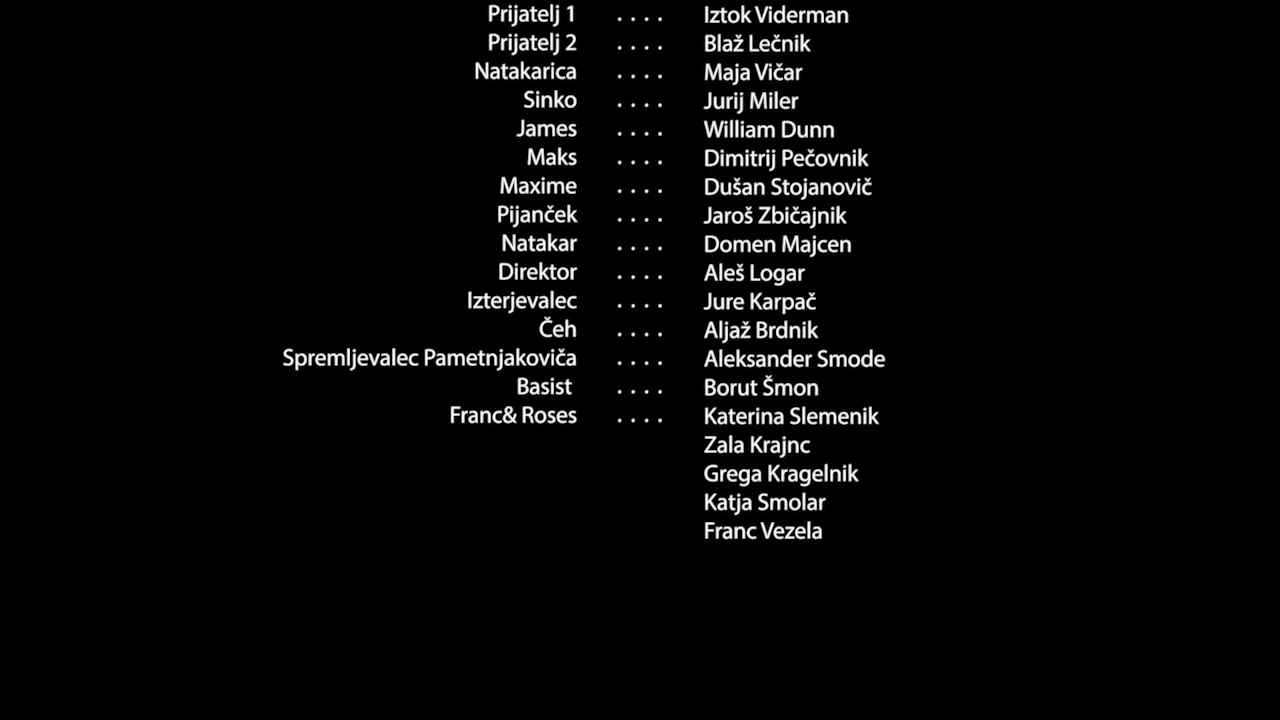 Prijatelj 1 . . . . Iztok Viderman
Prijatelj 2 . . . . Blaž Lečnik
Natakarica . . . . Maja Vičar
Sinko . . . . Jurij Miler
James . . . . William Dunn
Maks . . . . Dimitrij Pečovnik
Maxime . . . . Dušan Stojanovič
Pijanček . . . . Jaroš Zbičajnik
Natakar . . . . Domen Majcen
Direktor . . . . Aleš Logar
Izterjevalec . . . . Jure Karpač
Čeh . . . . Aljaž Brdnik
Spremljevalec Pametnjakoviča . . . . Aleksander Smode
Basist . . . . Borut Šmon
Franc& Roses . . . . Katerina Slemenik
Zala Krajnc
Grega Kragelnik
Katja Smolar
Franc Vezela